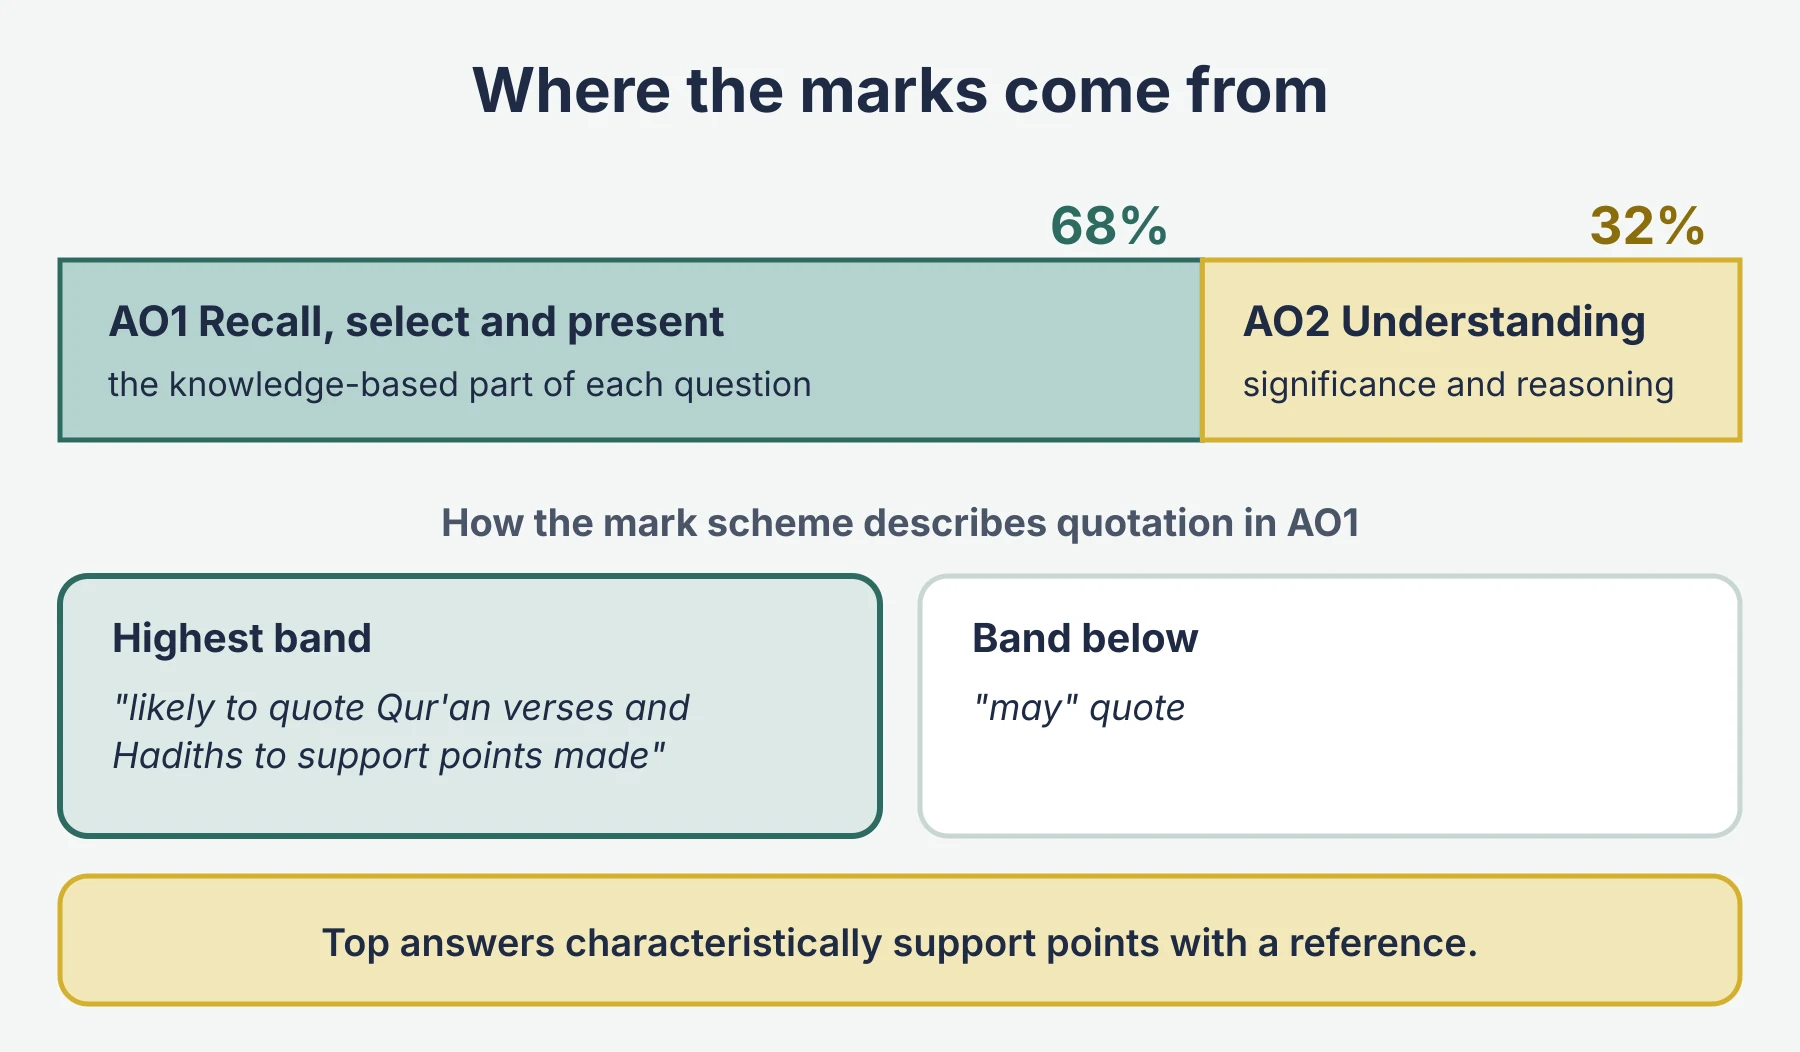 Where the marks come from
68%
32%
AO1 Recall, select and present
the knowledge-based part of each question
AO2 Understanding
significance and reasoning
How the mark scheme describes quotation in AO1
Highest band
"likely to quote Qur'an verses and
Hadiths to support points made"
Band below
"may" quote
Top answers characteristically support points with a reference.